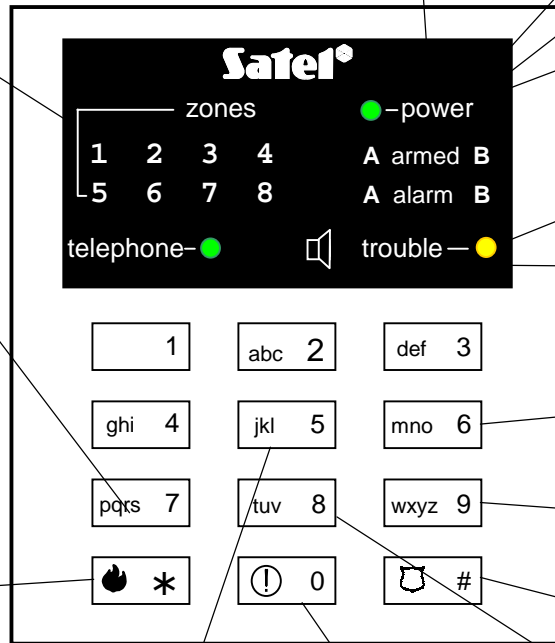 Satel
zones
power
1 2 3 4
A armed B
5 6 7 8
A alarm B
telephone
trouble
1
abc 2
def 3
ghi 4
jkl 5
mno 6
pqrs 7
tuv 8
wxyz 9
*
! 0
#